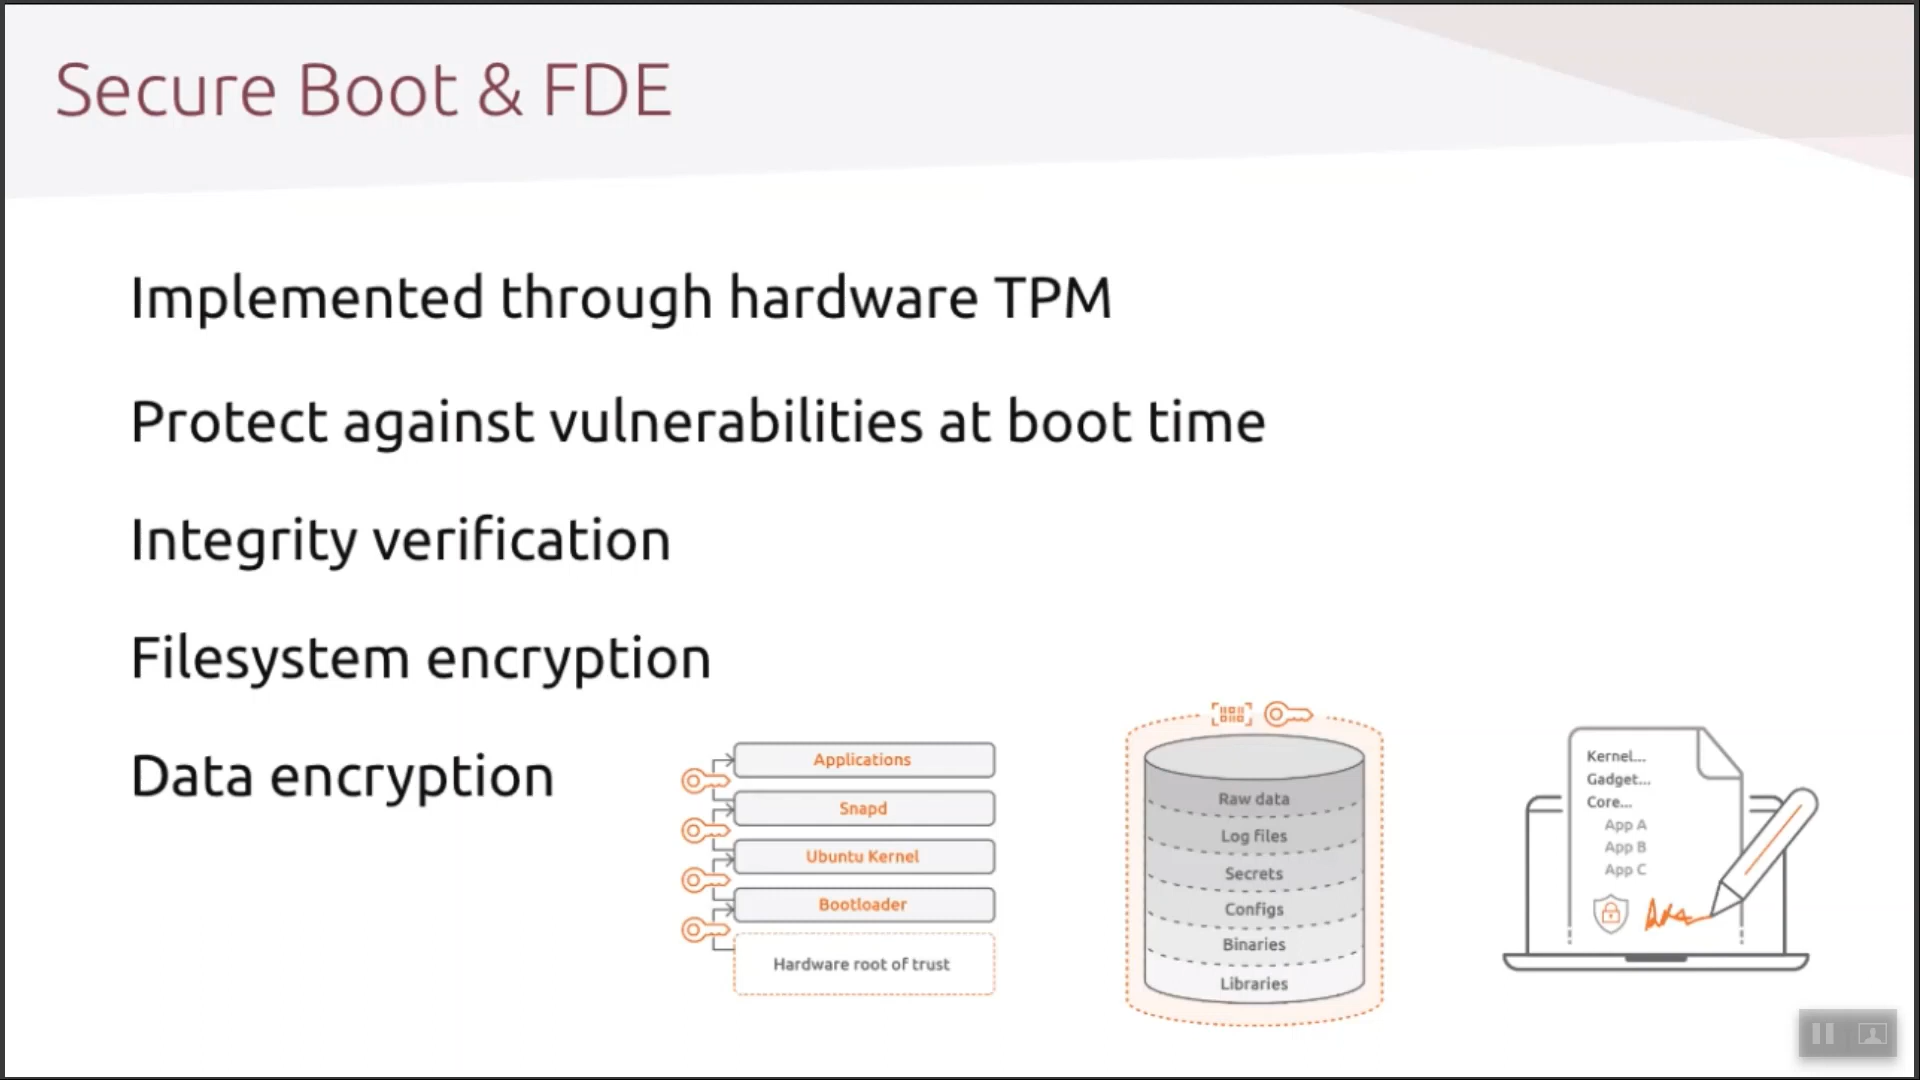 Secure Boot & FDE
Implemented through hardware TPM
Protect against vulnerabilities at boot time
Integrity verification
Filesystem encryption
Data encryption
Applications
Snapd
Ubuntu Kernel
Bootloader
Hardware root of trust
Raw data
Log files
Secrets
Configs
Binaries
Libraries
Kernel...
Gadget...
Core...
App A
App B
App C